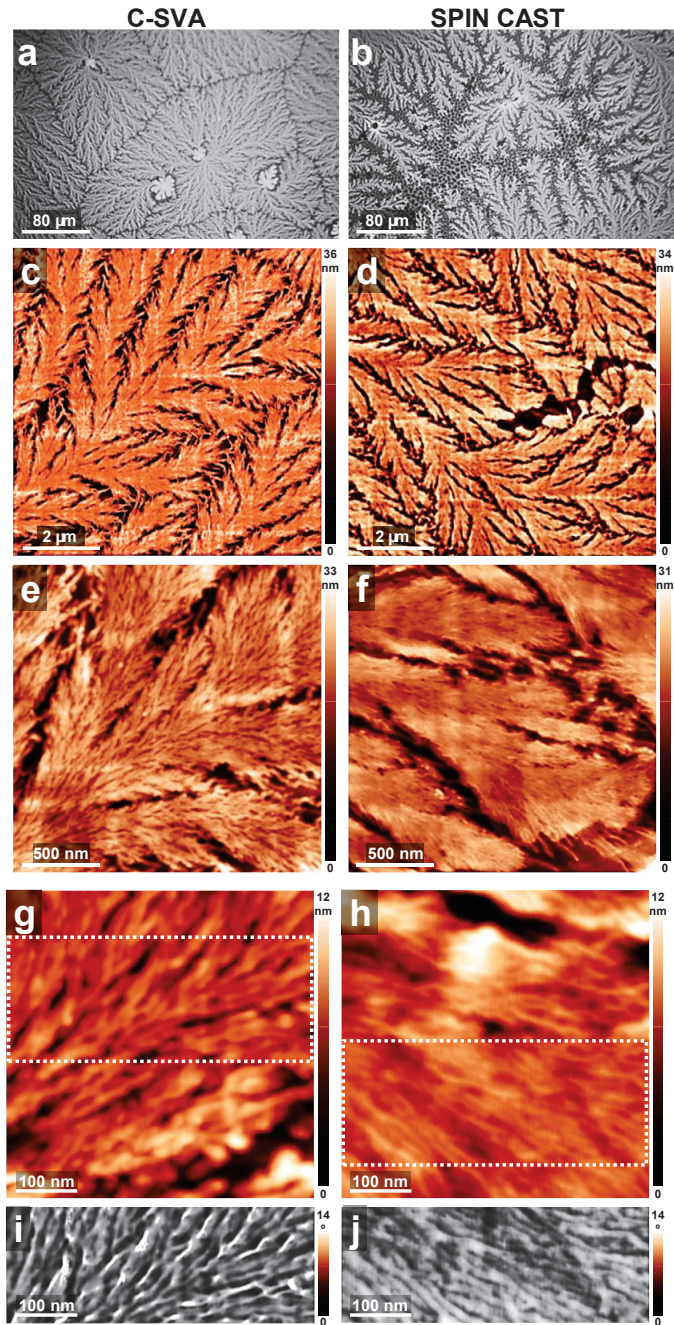 C-SVA SPIN CAST
a b
80 µm 80 µm
c 36 nm d 34 nm
2 µm 0 2 µm 0
e 33 nm f 31 nm
500 nm 0 500 nm 0
g 12 nm h 12 nm
100 nm 0 100 nm 0
i 14 ° j 14 °
100 nm 0 100 nm 0